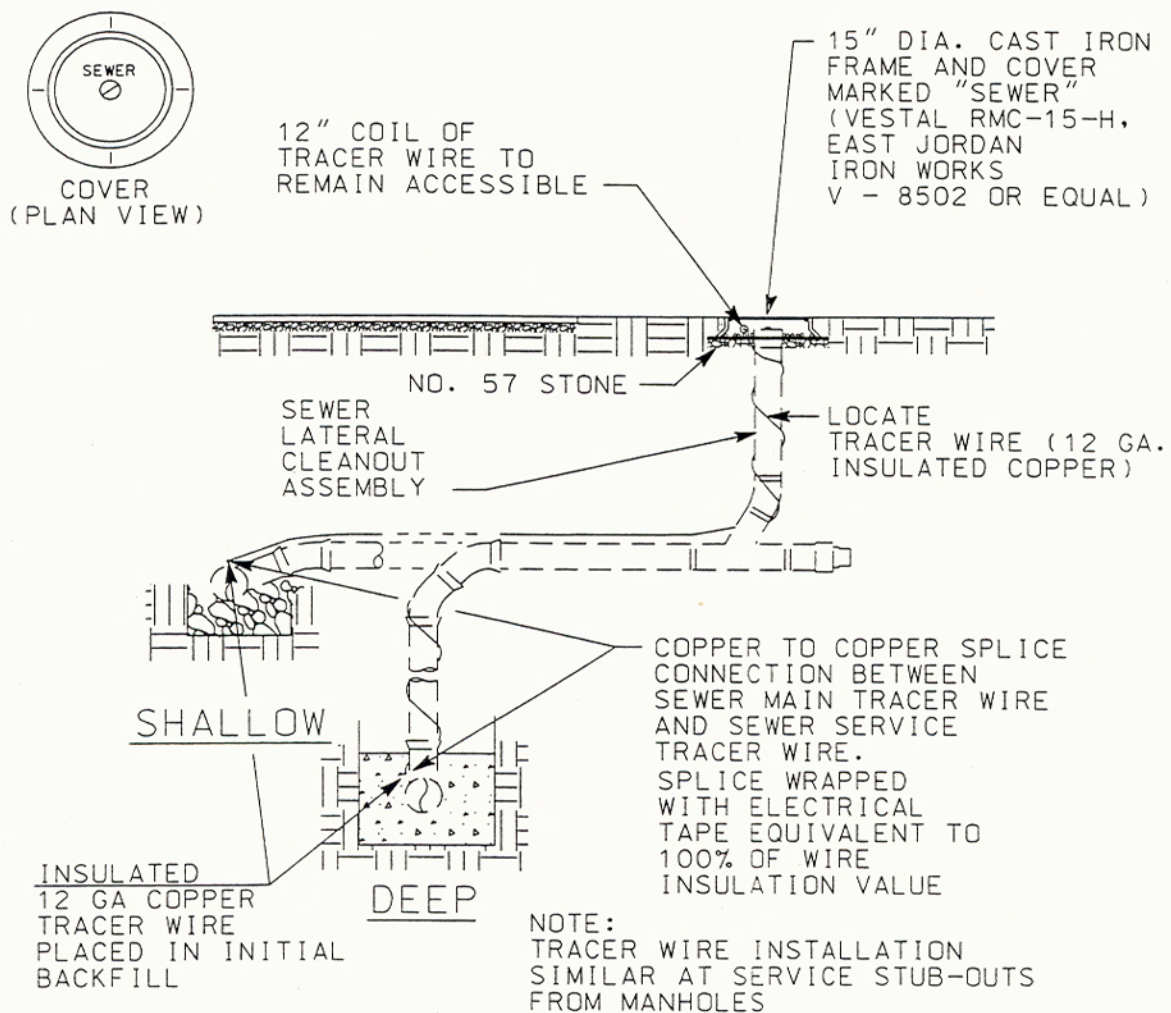 SEWER
COVER
(PLAN VIEW)
12" COIL OF
TRACER WIRE TO
REMAIN ACCESSIBLE
15" DIA. CAST IRON
FRAME AND COVER
MARKED "SEWER"
(VESTAL RMC-15-H,
EAST JORDAN
IRON WORKS
V - 8502 OR EQUAL)
NO. 57 STONE
SEWER
LATERAL
CLEANOUT
ASSEMBLY
LOCATE
TRACER WIRE (12 GA.
INSULATED COPPER)
SHALLOW
COPPER TO COPPER SPLICE
CONNECTION BETWEEN
SEWER MAIN TRACER WIRE
AND SEWER SERVICE
TRACER WIRE.
SPLICE WRAPPED
WITH ELECTRICAL
TAPE EQUIVALENT TO
100% OF WIRE
INSULATION VALUE
INSULATED
12 GA COPPER
TRACER WIRE
PLACED IN INITIAL
BACKFILL
DEEP
NOTE:
TRACER WIRE INSTALLATION
SIMILAR AT SERVICE STUB-OUTS
FROM MANHOLES